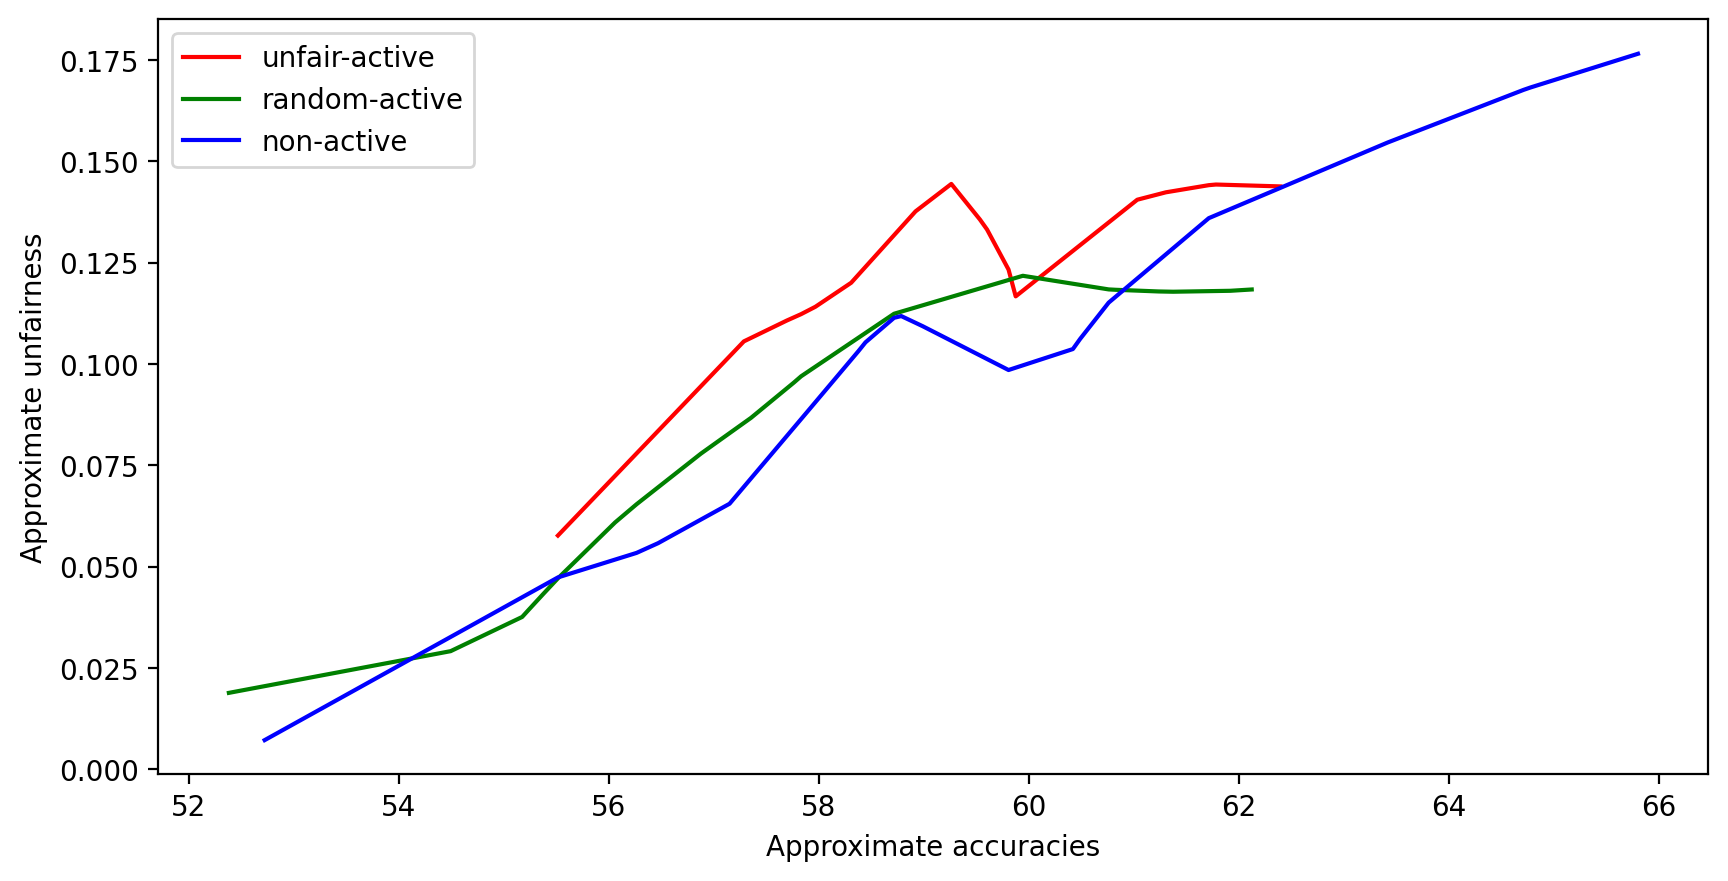 unfair-active
random-active
non-active
Approximate unfairness
0.175
0.150
0.125
0.100
0.075
0.050
0.025
0.000
52 54 56 58 60 62 64 66
Approximate accuracies